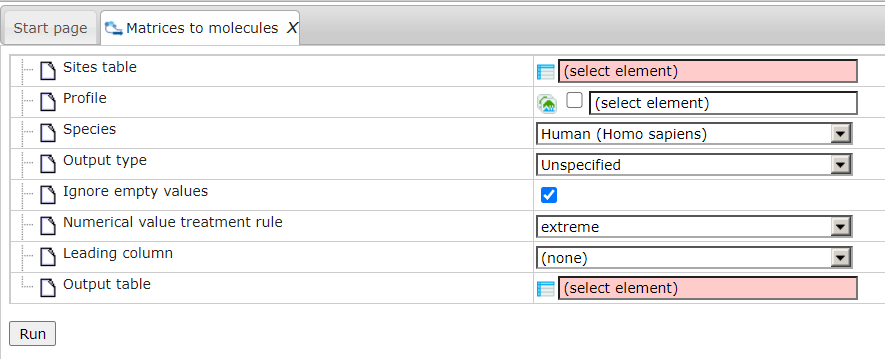 Start page
Matrices to molecules X
Sites table (select element)
Profile (select element)
Species Human (Homo sapiens)
Output type Unspecified
Ignore empty values
Numerical value treatment rule extreme
Leading column (none)
Output table (select element)
Run